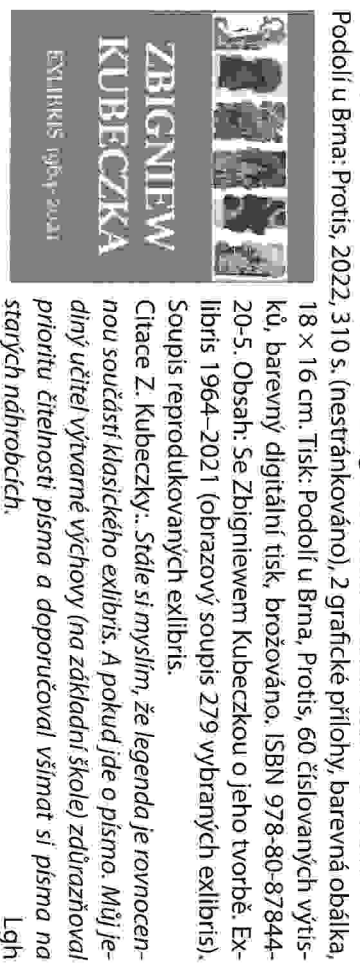 Podolí u Brna: Protis, 2022, 310 s. (nestránkováno), 2 grafické přílohy, barevná obálka,
18 × 16 cm. Tisk: Podolí u Brna, Protis, 60 číslovaných výtis-
ků, barevný digitální tisk, brožováno. ISBN 978-80-87844-
20-5. Obsah: Se Zbigniewem Kubeczkou o jeho tvorbě. Ex-
libris 1964–2021 (obrazový soupis 279 vybraných exlibris).
Soupis reprodukovaných exlibris.
Citace Z. Kubeczky:. Stále si myslím, že legenda je rovnocen-
nou součástí klasického exlibris. A pokud jde o písmo. Můj je-
diný učitel výtvarné výchovy (na základní škole) zdůrazňoval
prioritu čitelnosti písma a doporučoval všímat si písma na
starých náhrobcích.
Lgh
ZBIGNIEW
KUBECZKA
EXLIBRIS 1964–2021